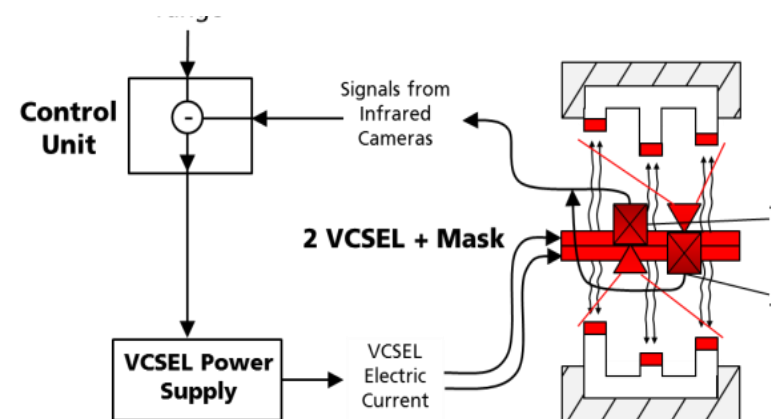 Control
Unit
Signals from
Infrared
Cameras
2 VCSEL + Mask
VCSEL Power
Supply
VCSEL
Electric
Current